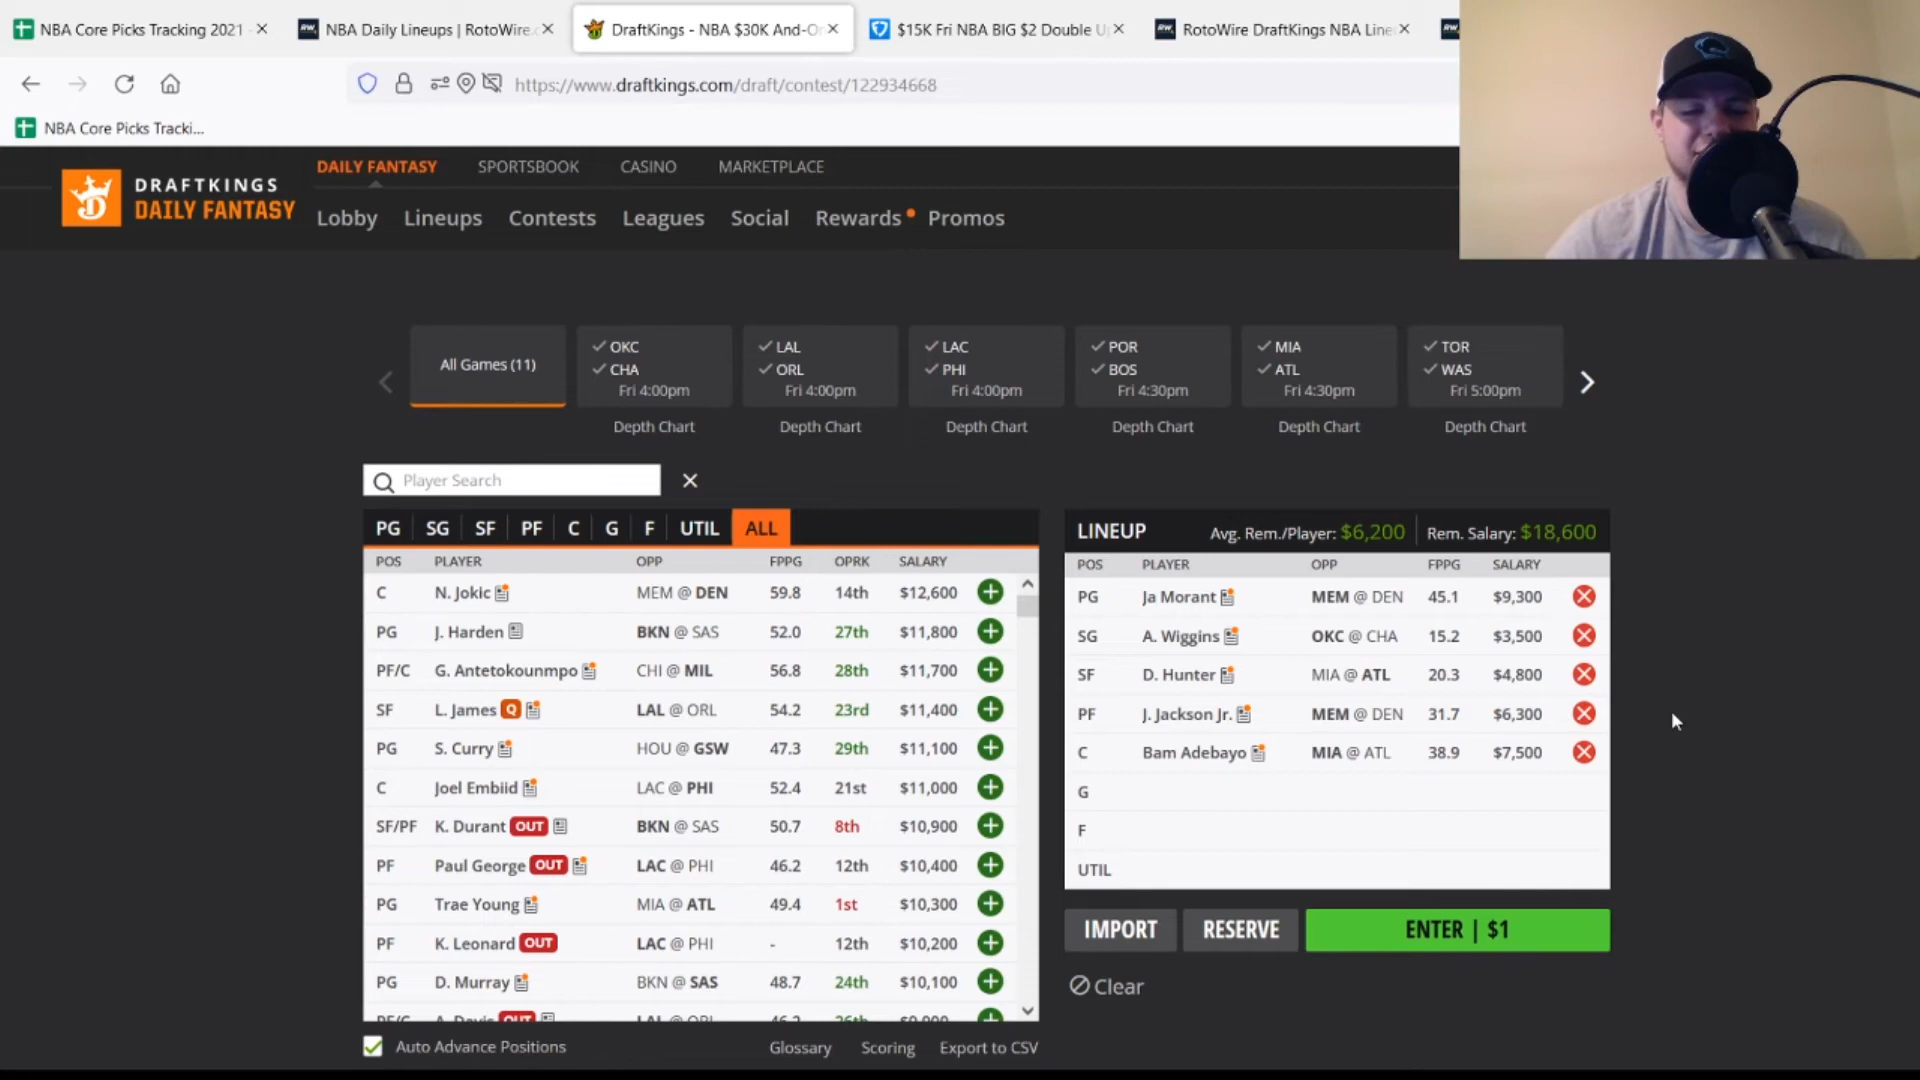 NBA Core Picks Tracking 2021
NBA Daily Lineups | RotoWire.c
DraftKings - NBA $30K And-O
$15K Fri NBA BIG $2 Double U
RotoWire DraftKings NBA Line
https://www.draftkings.com/draft/contest/122934668
NBA Core Picks Tracki...
DRAFTKINGS
DAILY FANTASY
DAILY FANTASY SPORTSBOOK CASINO MARKETPLACE
Lobby Lineups Contests Leagues Social Rewards Promos
All Games (11)
OKC
CHA
Fri 4:00pm
Depth Chart
LAL
ORL
Fri 4:00pm
Depth Chart
LAC
PHI
Fri 4:00pm
Depth Chart
POR
BOS
Fri 4:30pm
Depth Chart
MIA
ATL
Fri 4:30pm
Depth Chart
TOR
WAS
Fri 5:00pm
Depth Chart
Player Search
PG SG SF PF C G F UTIL ALL
POS PLAYER OPP FPPG OPRK SALARY
C N. Jokic MEM @ DEN 59.8 14th $12,600
PG J. Harden BKN @ SAS 52.0 27th $11,800
PF/C G. Antetokounmpo CHI @ MIL 56.8 28th $11,700
SF L. James Q LAL @ ORL 54.2 23rd $11,400
PG S. Curry HOU @ GSW 47.3 29th $11,100
C Joel Embiid LAC @ PHI 52.4 21st $11,000
SF/PF K. Durant OUT BKN @ SAS 50.7 8th $10,900
PF Paul George OUT LAC @ PHI 46.2 12th $10,400
PG Trae Young MIA @ ATL 49.4 1st $10,300
PF K. Leonard OUT LAC @ PHI - 12th $10,200
PG D. Murray BKN @ SAS 48.7 24th $10,100
Auto Advance Positions Glossary Scoring Export to CSV
LINEUP Avg. Rem./Player: $6,200 Rem. Salary: $18,600
POS PLAYER OPP FPPG SALARY
PG Ja Morant MEM @ DEN 45.1 $9,300
SG A. Wiggins OKC @ CHA 15.2 $3,500
SF D. Hunter MIA @ ATL 20.3 $4,800
PF J. Jackson Jr. MEM @ DEN 31.7 $6,300
C Bam Adebayo MIA @ ATL 38.9 $7,500
G
F
UTIL
IMPORT RESERVE ENTER | $1
Clear